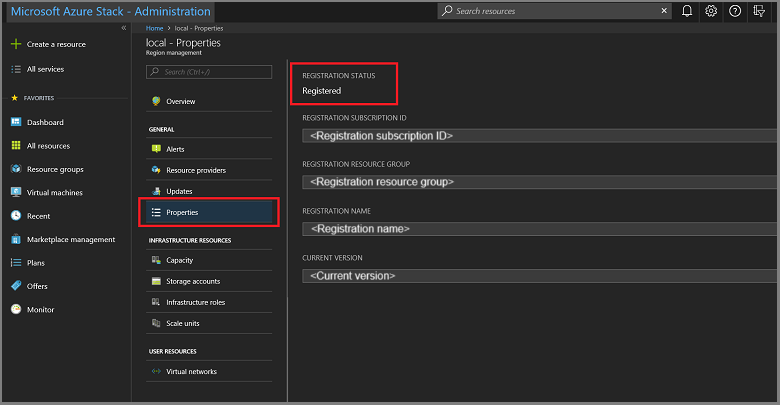 Microsoft Azure Stack - Administration
Search resources
Home > local - Properties
local - Properties
Region management
Create a resource
All services
FAVORITES
Dashboard
All resources
Resource groups
Virtual machines
Recent
Marketplace management
Plans
Offers
Monitor
Search (Ctrl+/)
Overview
GENERAL
Alerts
Resource providers
Updates
Properties
INFRASTRUCTURE RESOURCES
Capacity
Storage accounts
Infrastructure roles
Scale units
USER RESOURCES
Virtual networks
REGISTRATION STATUS
Registered
REGISTRATION SUBSCRIPTION ID
<Registration subscription ID>
REGISTRATION RESOURCE GROUP
<Registration resource group>
REGISTRATION NAME
<Registration name>
CURRENT VERSION
<Current version>